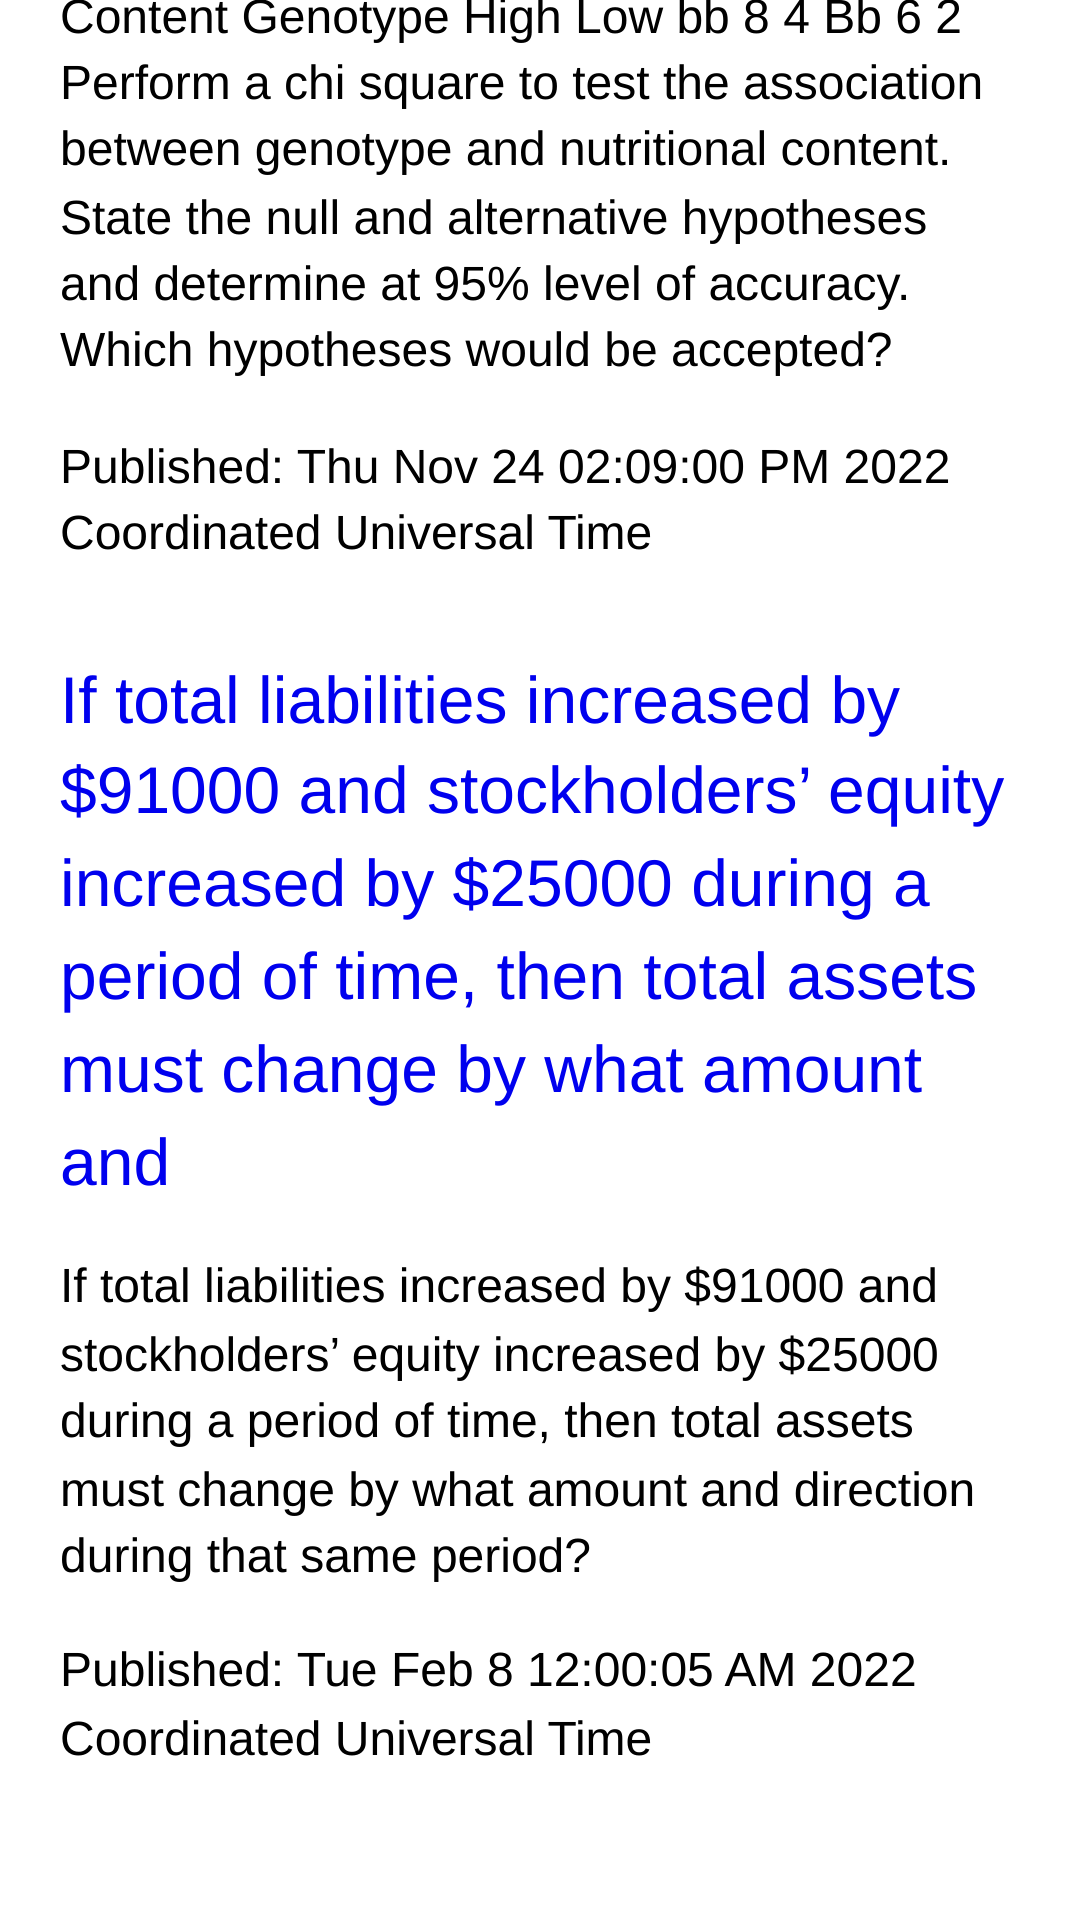 Content Genotype High Low bb 8 4 Bb 6 2
Perform a chi square to test the association
between genotype and nutritional content.
State the null and alternative hypotheses
and determine at 95% level of accuracy.
Which hypotheses would be accepted?
Published: Thu Nov 24 02:09:00 PM 2022
Coordinated Universal Time
If total liabilities increased by
$91000 and stockholders’ equity
increased by $25000 during a
period of time, then total assets
must change by what amount
and
If total liabilities increased by $91000 and
stockholders’ equity increased by $25000
during a period of time, then total assets
must change by what amount and direction
during that same period?
Published: Tue Feb 8 12:00:05 AM 2022
Coordinated Universal Time